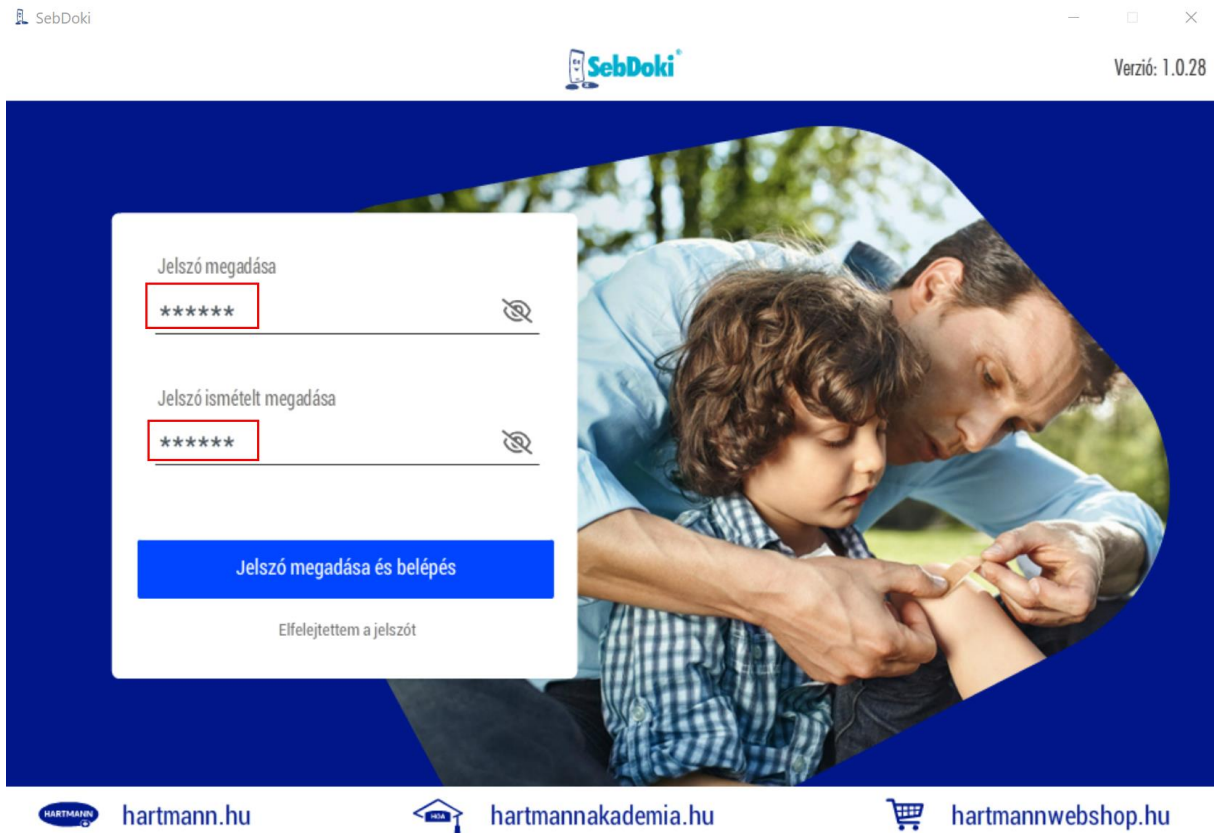 SebDoki
SebDoki®
Verzió: 1.0.28
Jelszó megadása
******
Jelszó ismételt megadása
******
Jelszó megadása és belépés
Elfelejtettem a jelszót
HARTMANN hartmann.hu
HGA hartmannakademia.hu
hartmannwebshop.hu